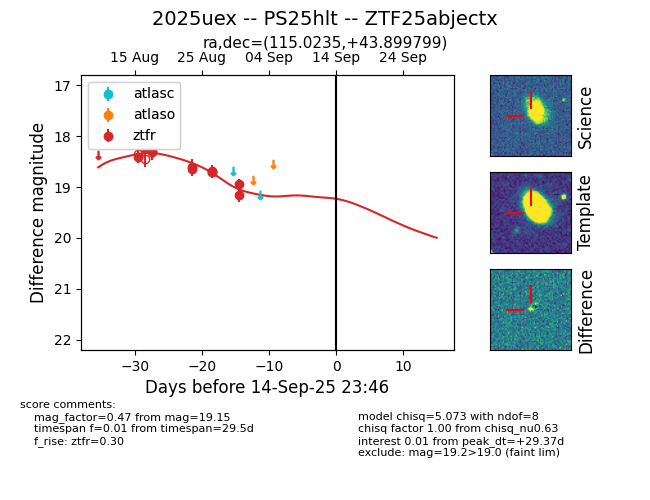 2025uex -- PS25hlt -- ZTF25abjectx
ra,dec=(115.0235,+43.899799)
15 Aug 25 Aug 04 Sep 14 Sep 24 Sep
atlasc
atlaso
ztfr
17
18
19
20
21
22
Difference magnitude
−30 −20 −10 0 10
Days before 14-Sep-25 23:46
Science
Template
Difference
score comments:
mag_factor=0.47 from mag=19.15
timespan f=0.01 from timespan=29.5d
f_rise: ztfr=0.30
model chisq=5.073 with ndof=8
chisq factor 1.00 from chisq_nu0.63
interest 0.01 from peak_dt=+29.37d
exclude: mag=19.2>19.0 (faint lim)